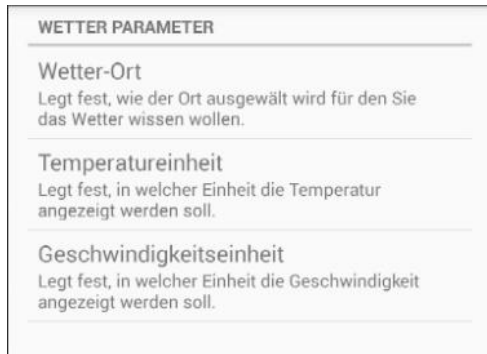 WETTER PARAMETER
Wetter-Ort
Legt fest, wie der Ort ausgewält wird für den Sie
das Wetter wissen wollen.
Temperatureinheit
Legt fest, in welcher Einheit die Temperatur
angezeigt werden soll.
Geschwindigkeitseinheit
Legt fest, in welcher Einheit die Geschwindigkeit
angezeigt werden soll.